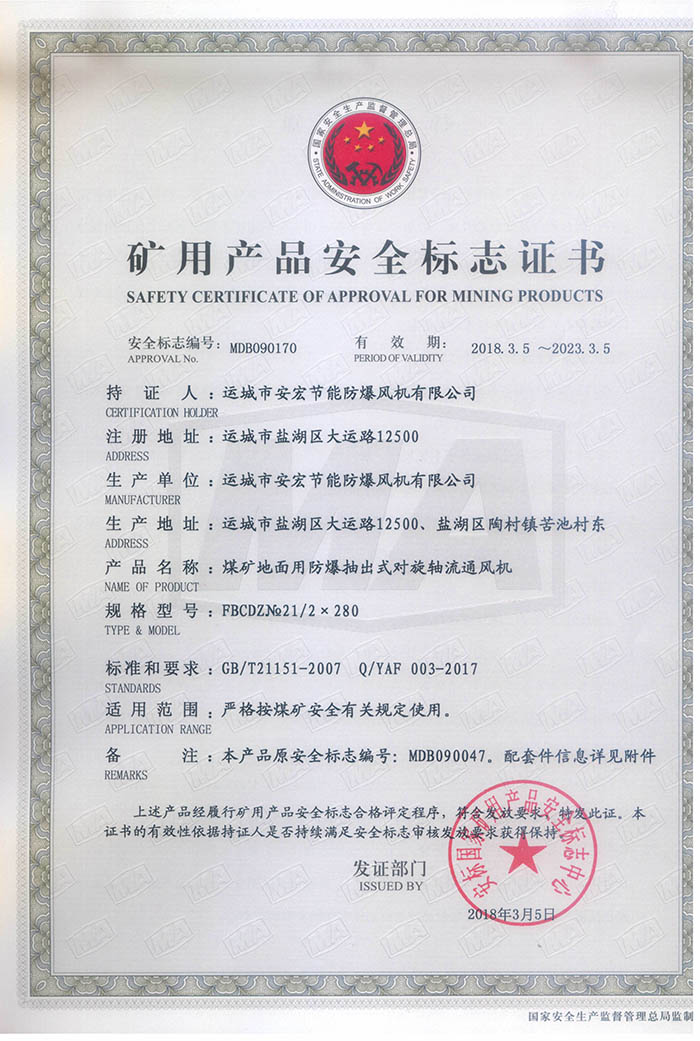 国家安全生产监督管理总局
STATE ADMINISTRATION OF WORK SAFETY
矿用产品安全标志证书
SAFETY CERTIFICATE OF APPROVAL FOR MINING PRODUCTS
安全标志编号: MDB090170 有效期: 2018.3.5 ~2023.3.5
APPROVAL No. PERIOD OF VALIDITY
持证人: 运城市安宏节能防爆风机有限公司
CERTIFICATION HOLDER
注册地址: 运城市盐湖区大运路12500
ADDRESS
生产单位: 运城市安宏节能防爆风机有限公司
MANUFACTURER
生产地址: 运城市盐湖区大运路12500、盐湖区陶村镇苦池村东
ADDRESS
产品名称: 煤矿地面用防爆抽出式对旋轴流通风机
NAME OF PRODUCT
规格型号: FBCDZ№21/2×280
TYPE & MODEL
标准和要求: GB/T21151-2007 Q/YAF 003-2017
STANDARDS
适用范围: 严格按煤矿安全有关规定使用。
APPLICATION RANGE
备注: 本产品原安全标志编号: MDB090047。配套件信息详见附件
REMARKS
上述产品经履行矿用产品安全标志合格评定程序，符合发放要求，特发此证。本
证书的有效性依据持证人是否持续满足安全标志审核发放要求获得保持。
发证部门
ISSUED BY
安标国家矿用产品安全标志中心
2018年3月5日
国家安全生产监督管理总局监制
MA